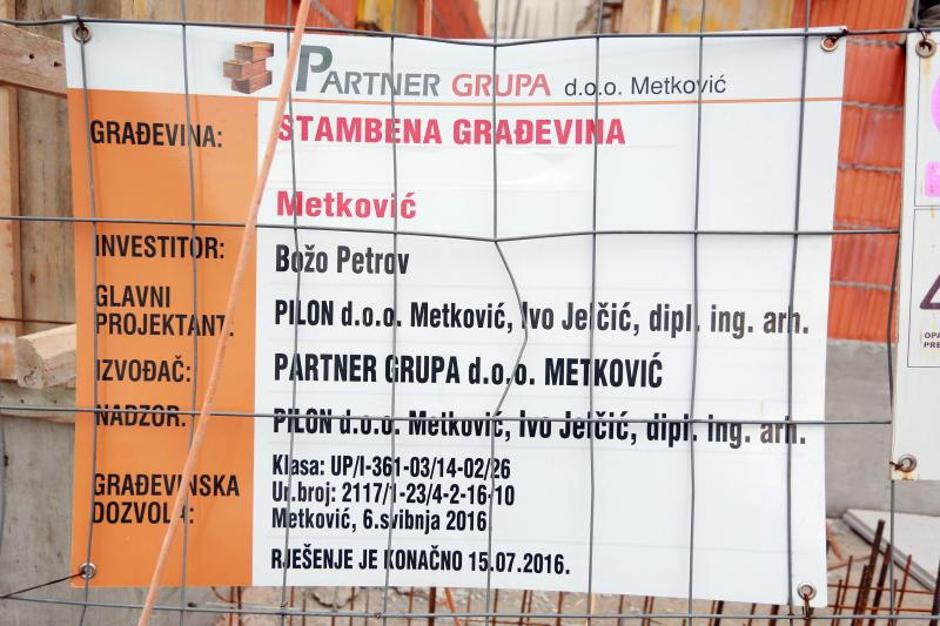 PARTNER GRUPA d.o.o. Metković
GRAĐEVINA: STAMBENA GRAĐEVINA
Metković
INVESTITOR: Božo Petrov
GLAVNI
PROJEKTANT: PILON d.o.o. Metković, Ivo Jelčić, dipl. ing. arh.
IZVOĐAČ: PARTNER GRUPA d.o.o. METKOVIĆ
NADZOR: PILON d.o.o. Metković, Ivo Jelčić, dipl. ing. arh.
GRAĐEVINSKA
DOZVOLA:
Klasa: UP/I-361-03/14-02/26
Ur.broj: 2117/1-23/4-2-16-10
Metković, 6.svibnja 2016.
RJEŠENJE JE KONAČNO 15.07.2016.